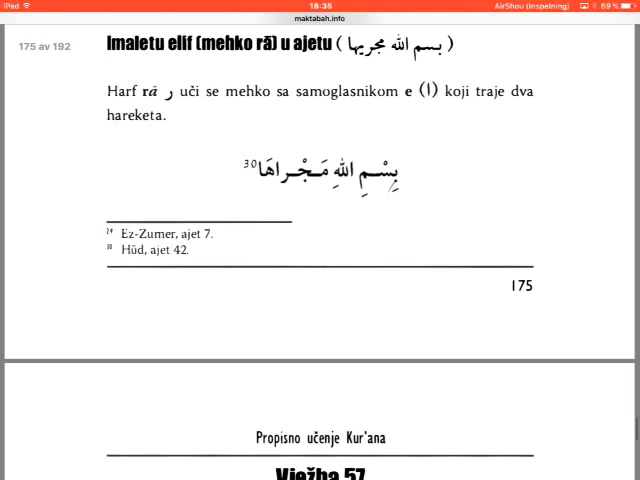 iPad 18:35 AirShou (Inspelning) 69 %
maktabah.info
175 av 192
Imaletu elif (mehko rā) u ajetu ( بسم الله مجريها )
Harf rā ر uči se mehko sa samoglasnikom e (ا) koji traje dva
hareketa.
بِسْمِ اللهِ مَجْراهَا30
29 Ez-Zumer, ajet 7.
30 Hūd, ajet 42.
175
Propisno učenje Kur'ana
Vježba 57